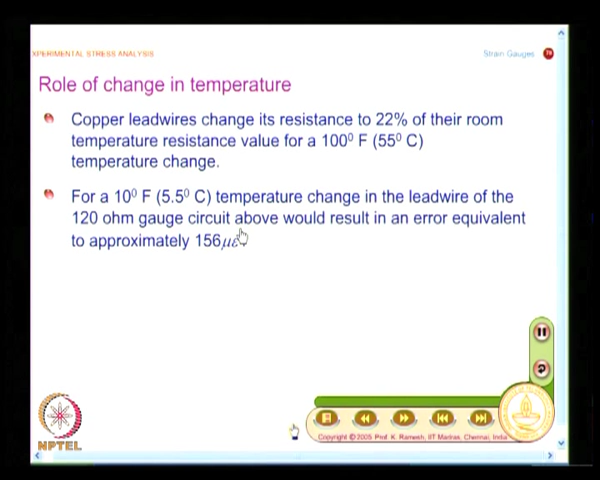 XPERIMENTAL STRESS ANALYSIS
Strain Gauges 79
Role of change in temperature
Copper leadwires change its resistance to 22% of their room
temperature resistance value for a 100⁰ F (55⁰ C)
temperature change.
For a 10⁰ F (5.5⁰ C) temperature change in the leadwire of the
120 ohm gauge circuit above would result in an error equivalent
to approximately 156με
Copyright © 2005 Prof. K. Ramesh, IIT Madras, Chennai, India
NPTEL